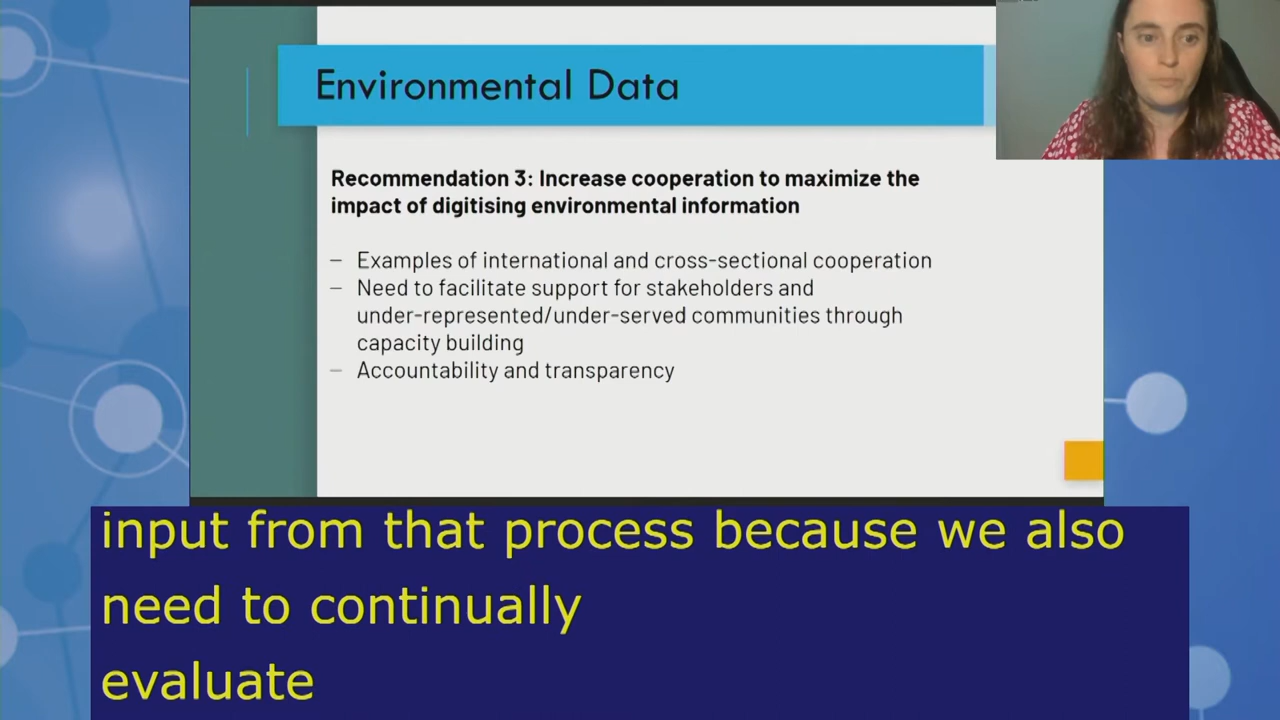 Environmental Data
Recommendation 3: Increase cooperation to maximize the
impact of digitising environmental information
– Examples of international and cross-sectional cooperation
– Need to facilitate support for stakeholders and
under-represented/under-served communities through
capacity building
– Accountability and transparency
input from that process because we also
need to continually
evaluate